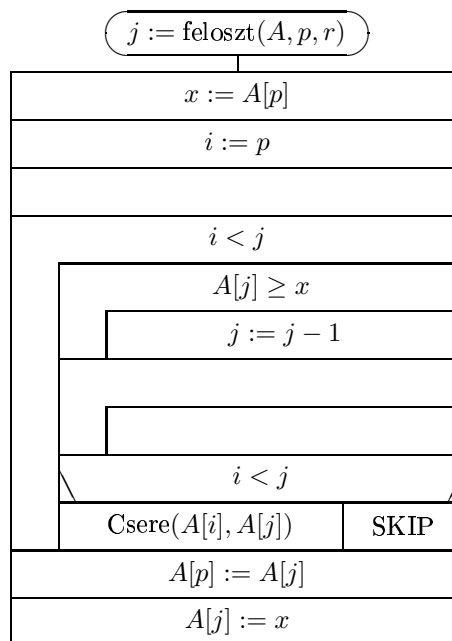 j := feloszt(A, p, r)
x := A[p]
i := p
i < j
A[j] ≥ x
j := j − 1
i < j
Csere(A[i], A[j]) SKIP
A[p] := A[j]
A[j] := x